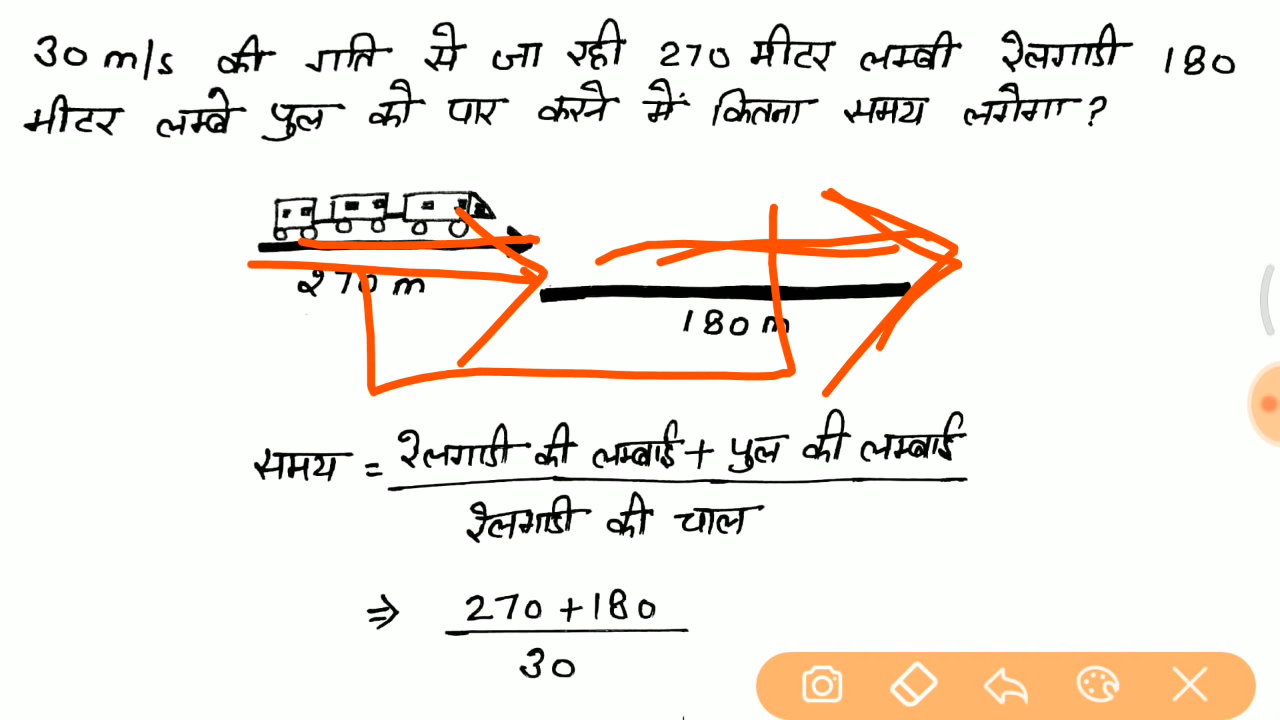 30 m/s की गति से जा रही 270 मीटर लम्बी रेलगाडी 180
मीटर लम्बे पुल को पार करने में कितना समय लगेगा ?
270 m
180 m
समय = रेलगाडी की लम्बाई + पुल की लम्बाई
रेलगाडी की चाल
⇒ 270 + 180
30